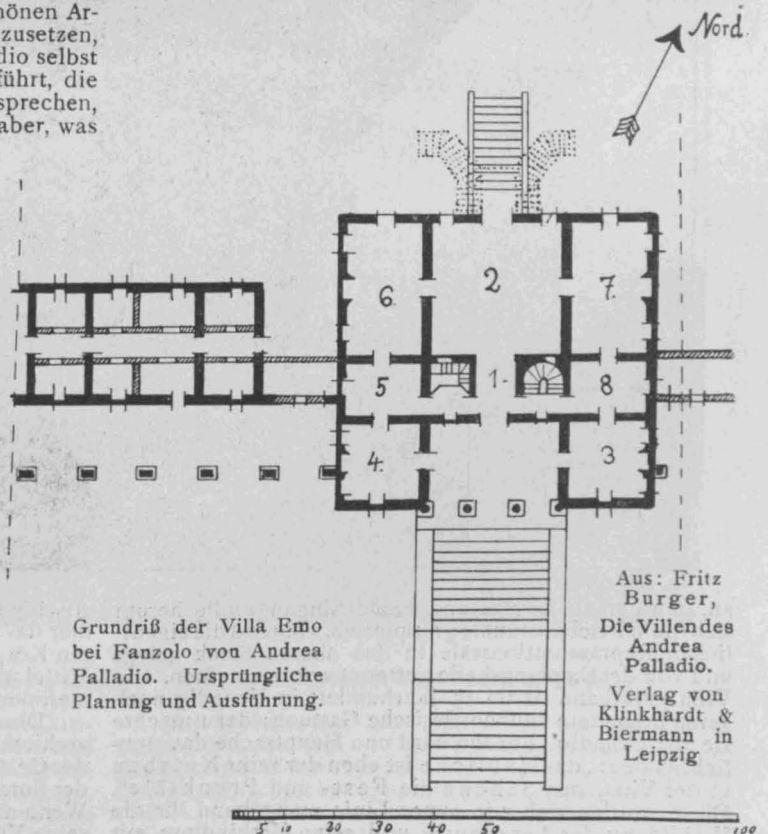 hönen Ar-
zusetzen,
dio selbst
führt, die
sprechen,
aber, was
Nord
6.
2
7.
5
1.
8
4.
3
Grundriß der Villa Emo
bei Fanzolo von Andrea
Palladio. Ursprüngliche
Planung und Ausführung.
Aus: Fritz
Burger,
Die Villen des
Andrea
Palladio.
Verlag von
Klinkhardt &
Biermann in
Leipzig
5 10 20 30 40 50 100